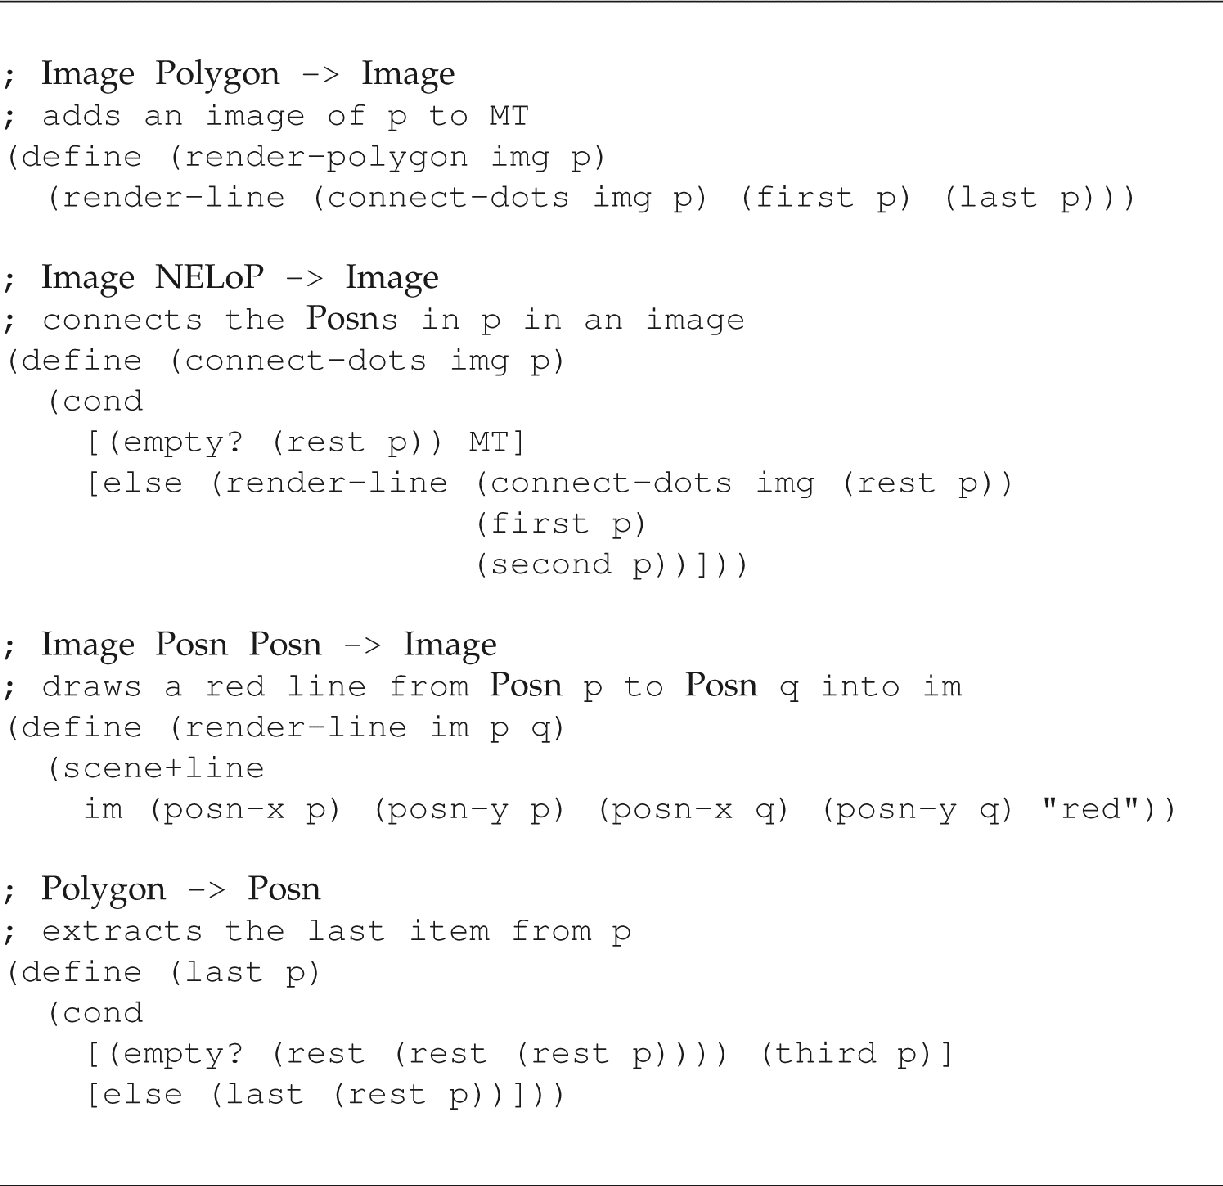 ; Image Polygon -> Image
; adds an image of p to MT
(define (render-polygon img p)
  (render-line (connect-dots img p) (first p) (last p)))

; Image NELoP -> Image
; connects the Posns in p in an image
(define (connect-dots img p)
  (cond
    [(empty? (rest p)) MT]
    [else (render-line (connect-dots img (rest p))
                       (first p)
                       (second p))]))

; Image Posn Posn -> Image
; draws a red line from Posn p to Posn q into im
(define (render-line im p q)
  (scene+line
    im (posn-x p) (posn-y p) (posn-x q) (posn-y q) "red"))

; Polygon -> Posn
; extracts the last item from p
(define (last p)
  (cond
    [(empty? (rest (rest (rest p)))) (third p)]
    [else (last (rest p))]))